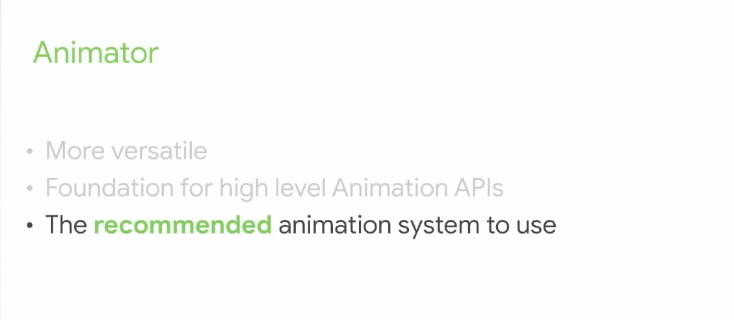 Animator
• More versatile
• Foundation for high level Animation APIs
• The recommended animation system to use